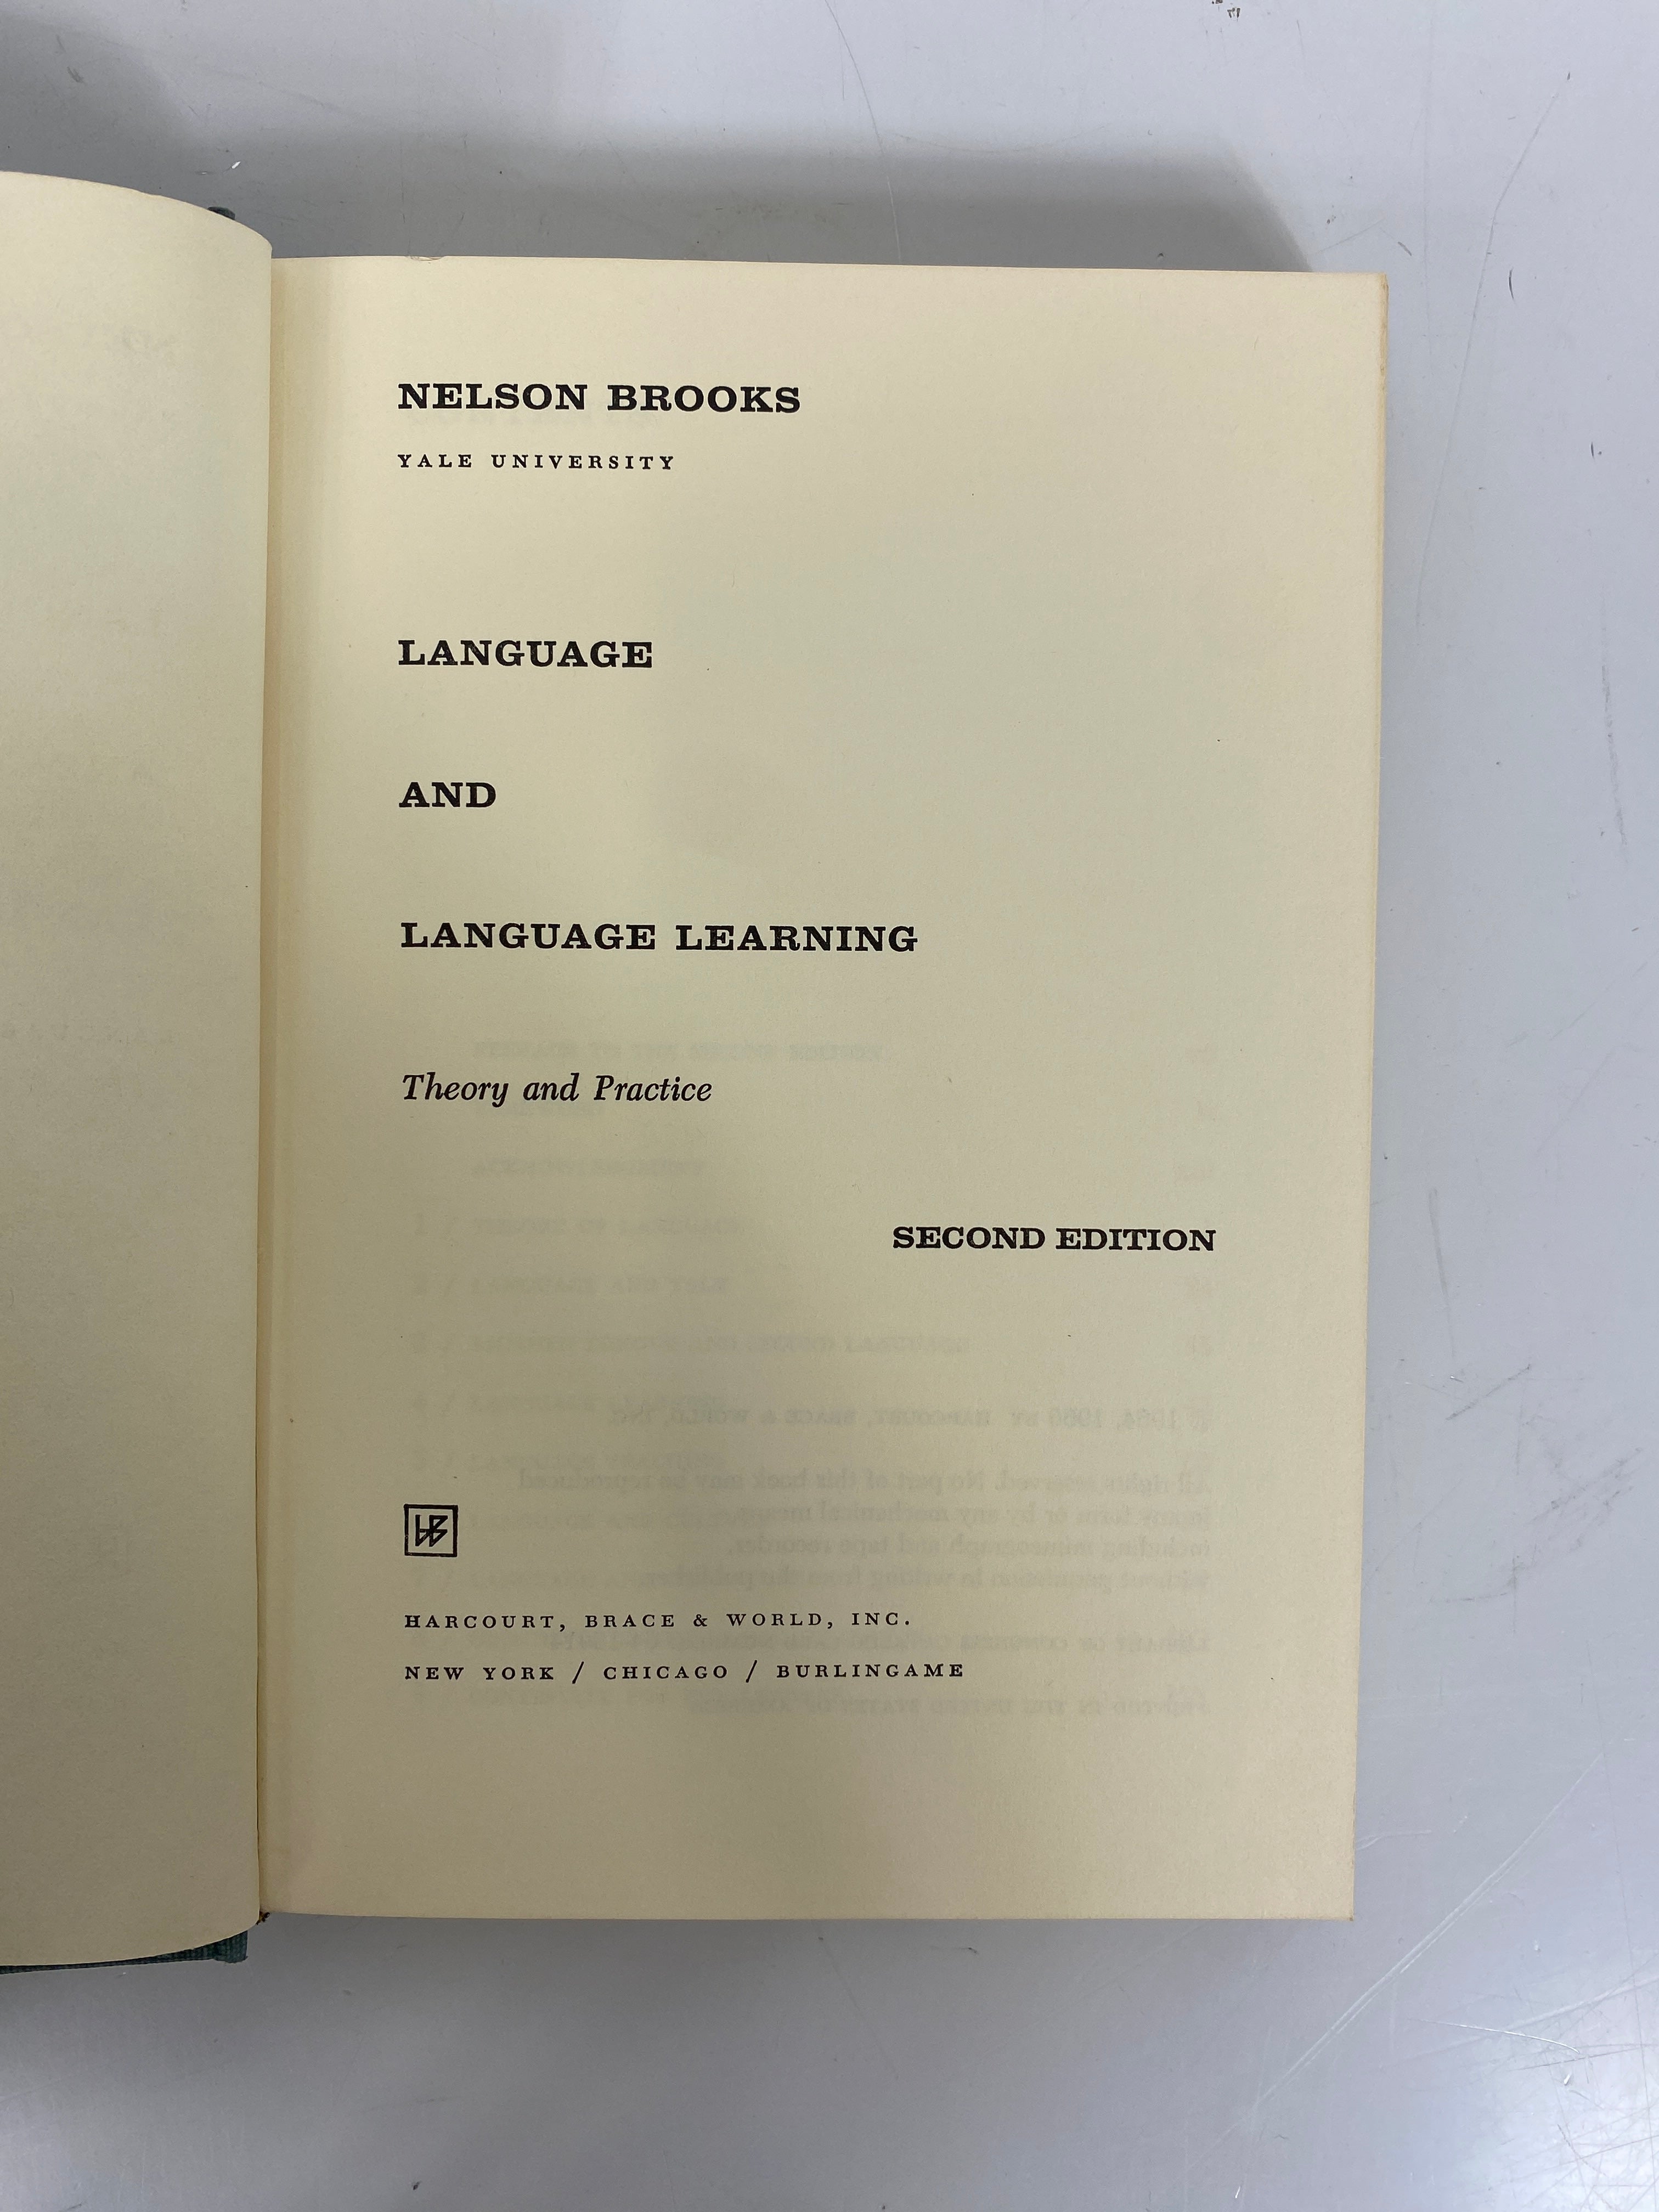 NELSON BROOKS
YALE UNIVERSITY
LANGUAGE
AND
LANGUAGE LEARNING
Theory and Practice
SECOND EDITION
HB
HARCOURT, BRACE & WORLD, INC.
NEW YORK / CHICAGO / BURLINGAME